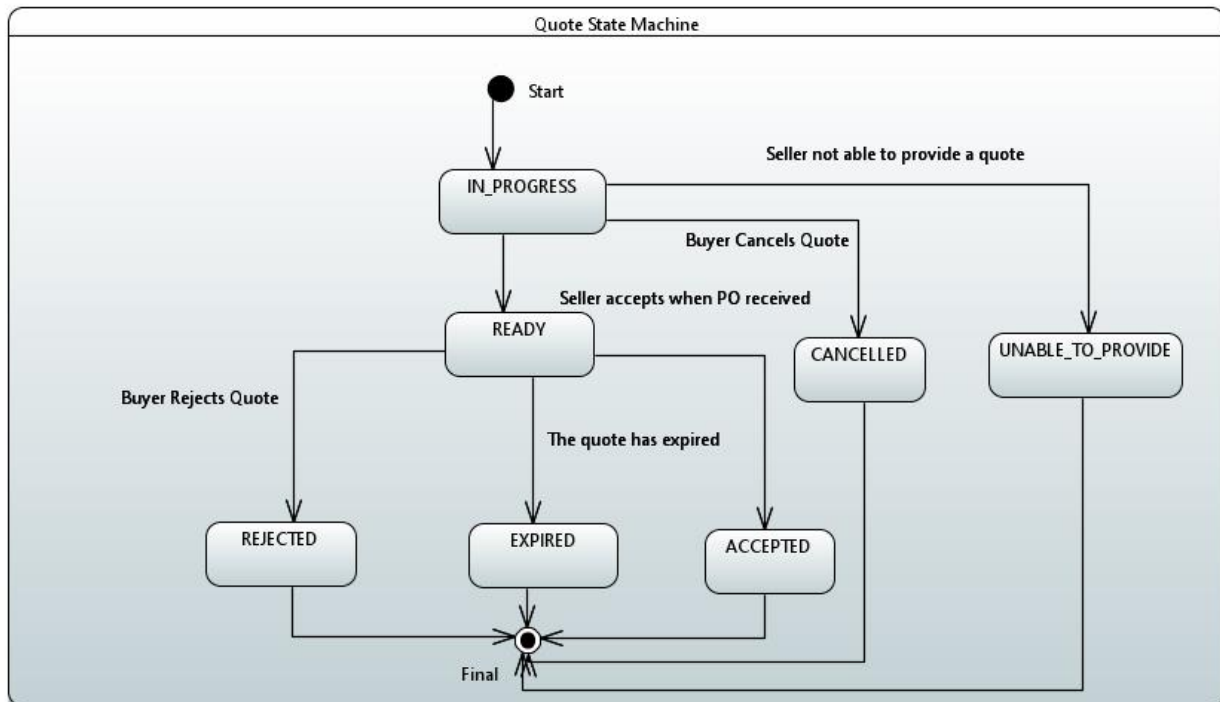 Quote State Machine
Start
Seller not able to provide a quote
IN_PROGRESS
Buyer Cancels Quote
Seller accepts when PO received
READY
CANCELLED
UNABLE_TO_PROVIDE
Buyer Rejects Quote
The quote has expired
REJECTED
EXPIRED
ACCEPTED
Final